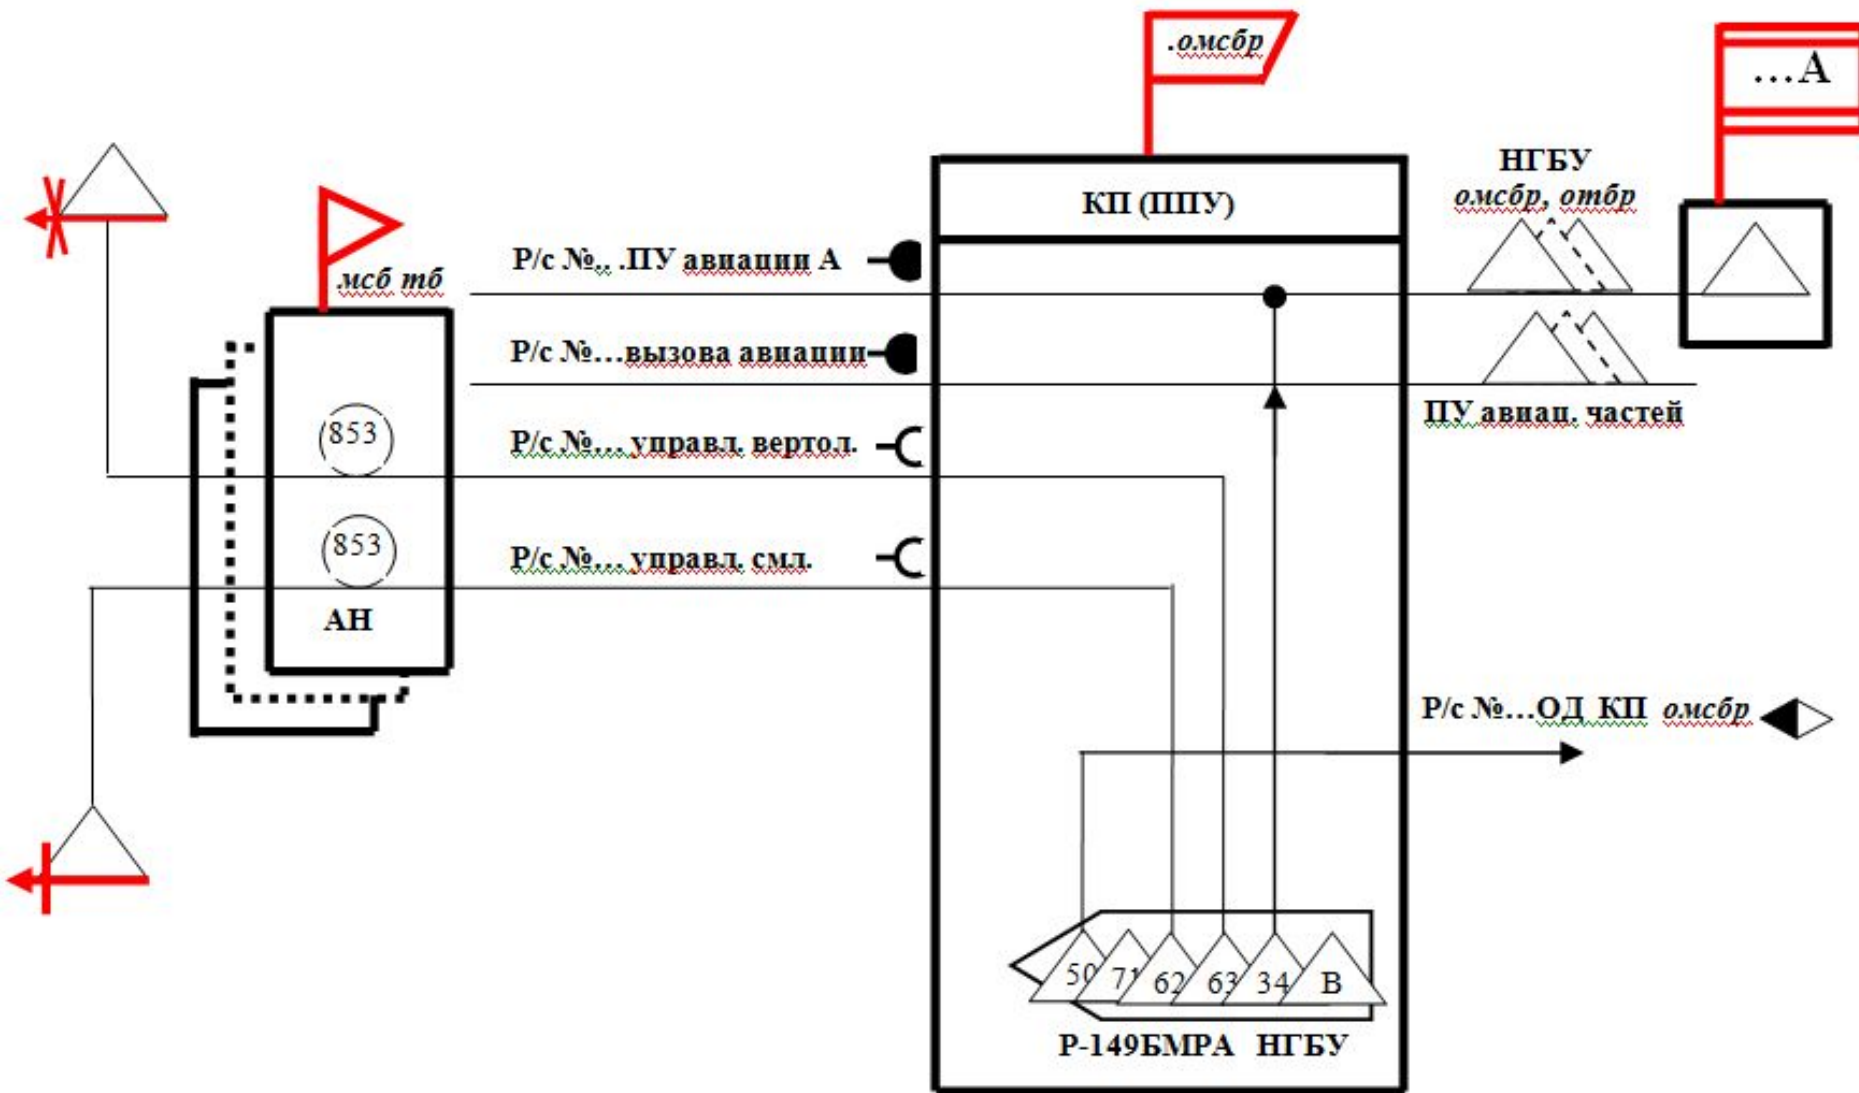 .омсбр
...А
НГБУ
омсбр, отбр
КП (ППУ)
Р/с №.. .ПУ авиации А
.мсб тб
Р/с №...вызова авиации
ПУ авиац. частей
853
Р/с №... управл. вертол.
853
Р/с №... управл. смл.
АН
Р/с №...ОД КП омсбр
50 71 62 63 34 В
Р-149БМРА НГБУ